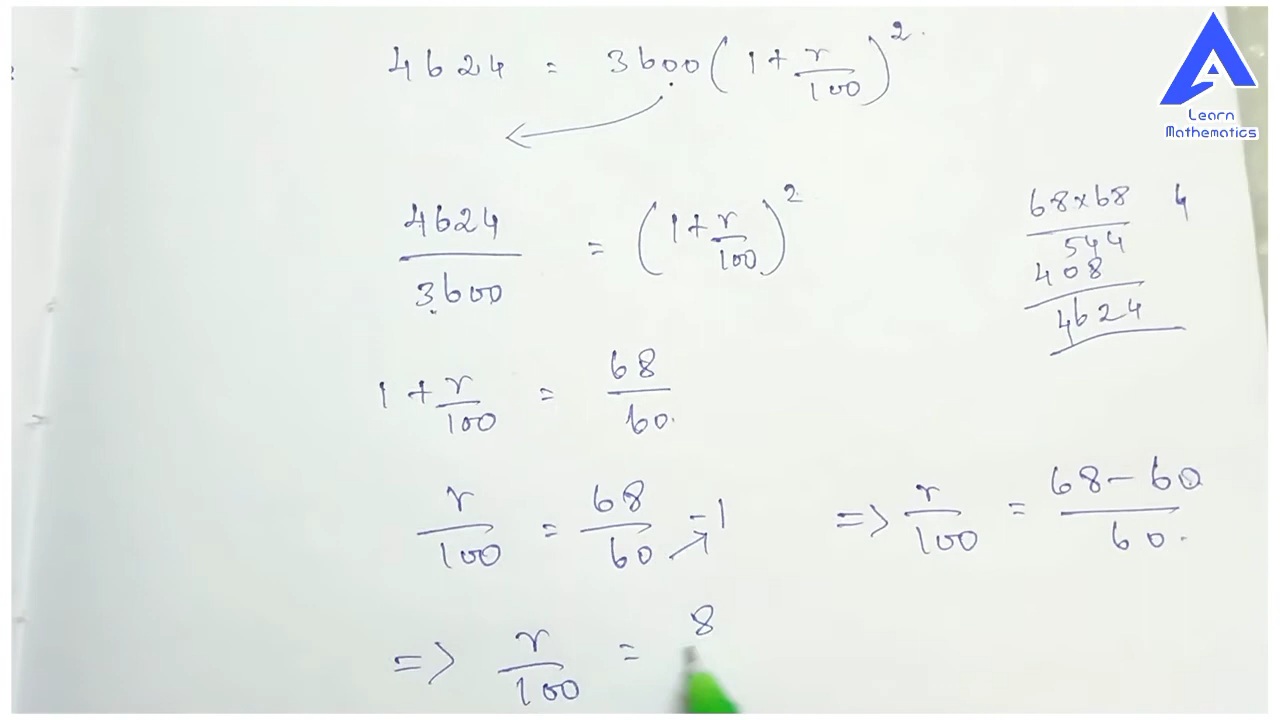 4624 = 3600(1+r/100)²
4624/3600 = (1+r/100)²
1+r/100 = 68/60.
r/100 = 68/60 -1 => r/100 = 68-60/60.
=> r/100 = 8
68×68 4
544
408
4624
Learn
Mathematics